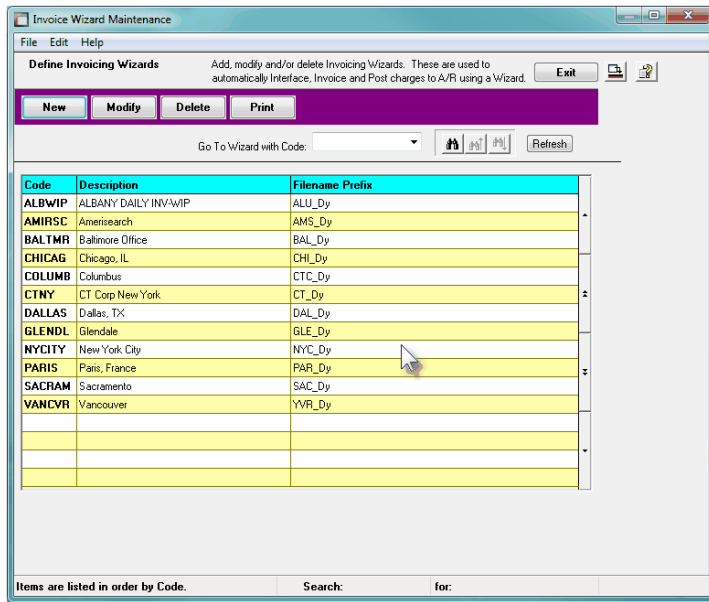 Invoice Wizard Maintenance
File Edit Help
Define Invoicing Wizards
Add, modify and/or delete Invoicing Wizards. These are used to
automatically Interface, Invoice and Post charges to A/R using a Wizard.
Exit
New Modify Delete Print
Go To Wizard with Code:
Refresh
Code Description Filename Prefix
ALBWIP ALBANY DAILY INV-WIP ALU_Dy
AMIRSC Amerisearch AMS_Dy
BALTMR Baltimore Office BAL_Dy
CHICAG Chicago, IL CHI_Dy
COLUMB Columbus CTC_Dy
CTNY CT Corp New York CT_Dy
DALLAS Dallas, TX DAL_Dy
GLENDL Glendale GLE_Dy
NYCITY New York City NYC_Dy
PARIS Paris, France PAR_Dy
SACRAM Sacramento SAC_Dy
VANCVR Vancouver YVR_Dy
Items are listed in order by Code. Search: for: